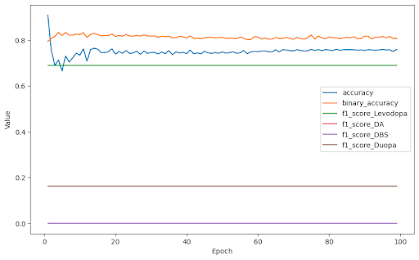 0.8
0.6
0.4
0.2
0.0
Value
0
20
40
60
80
100
Epoch
accuracy
binary_accuracy
f1_score_Levodopa
f1_score_DA
f1_score_DBS
f1_score_Duopa